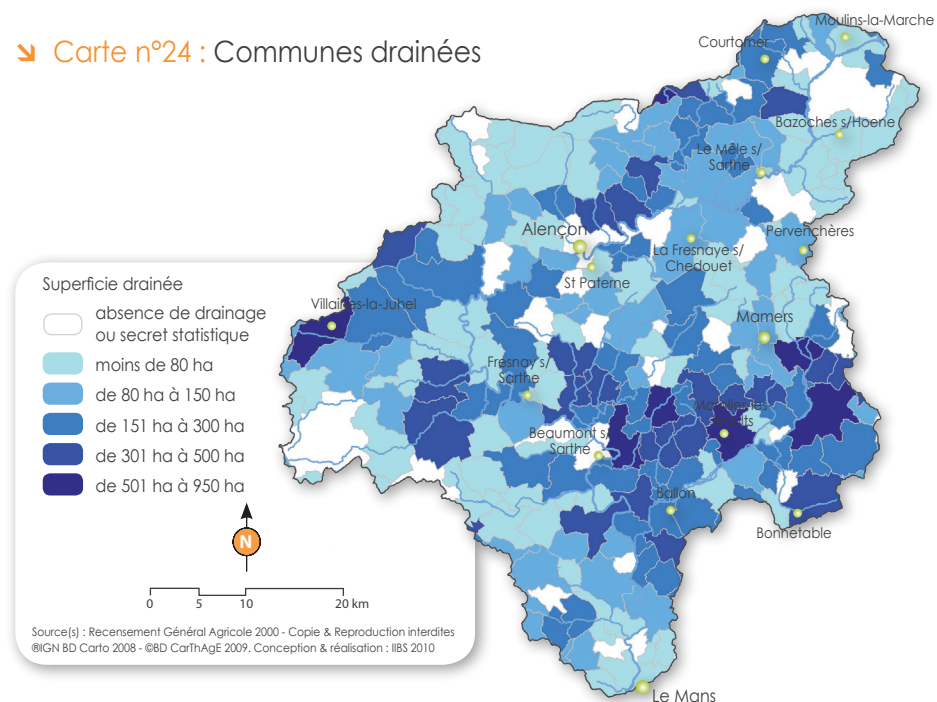 Carte n°24 : Communes drainées
Moulins-la-Marche
Courtomer
Bazoches s/Hoene
Le Mêle s/
Sarthe
Alençon
Pervenchères
La Fresnaye s/
Chedouet
St Paterne
Superficie drainée
absence de drainage
ou secret statistique
moins de 80 ha
de 80 ha à 150 ha
de 151 ha à 300 ha
de 301 ha à 500 ha
de 501 ha à 950 ha
Villaines-la-Juhel
Mamers
Fresnay s/
Sarthe
Marolles-les-
Beaumont s/
Sarthe
Ballon
Bonnetable
N
0 5 10 20 km
Source(s) : Recensement Général Agricole 2000 - Copie & Reproduction interdites
®IGN BD Carto 2008 - ©BD CarThAgE 2009. Conception & réalisation : IIBS 2010
Le Mans